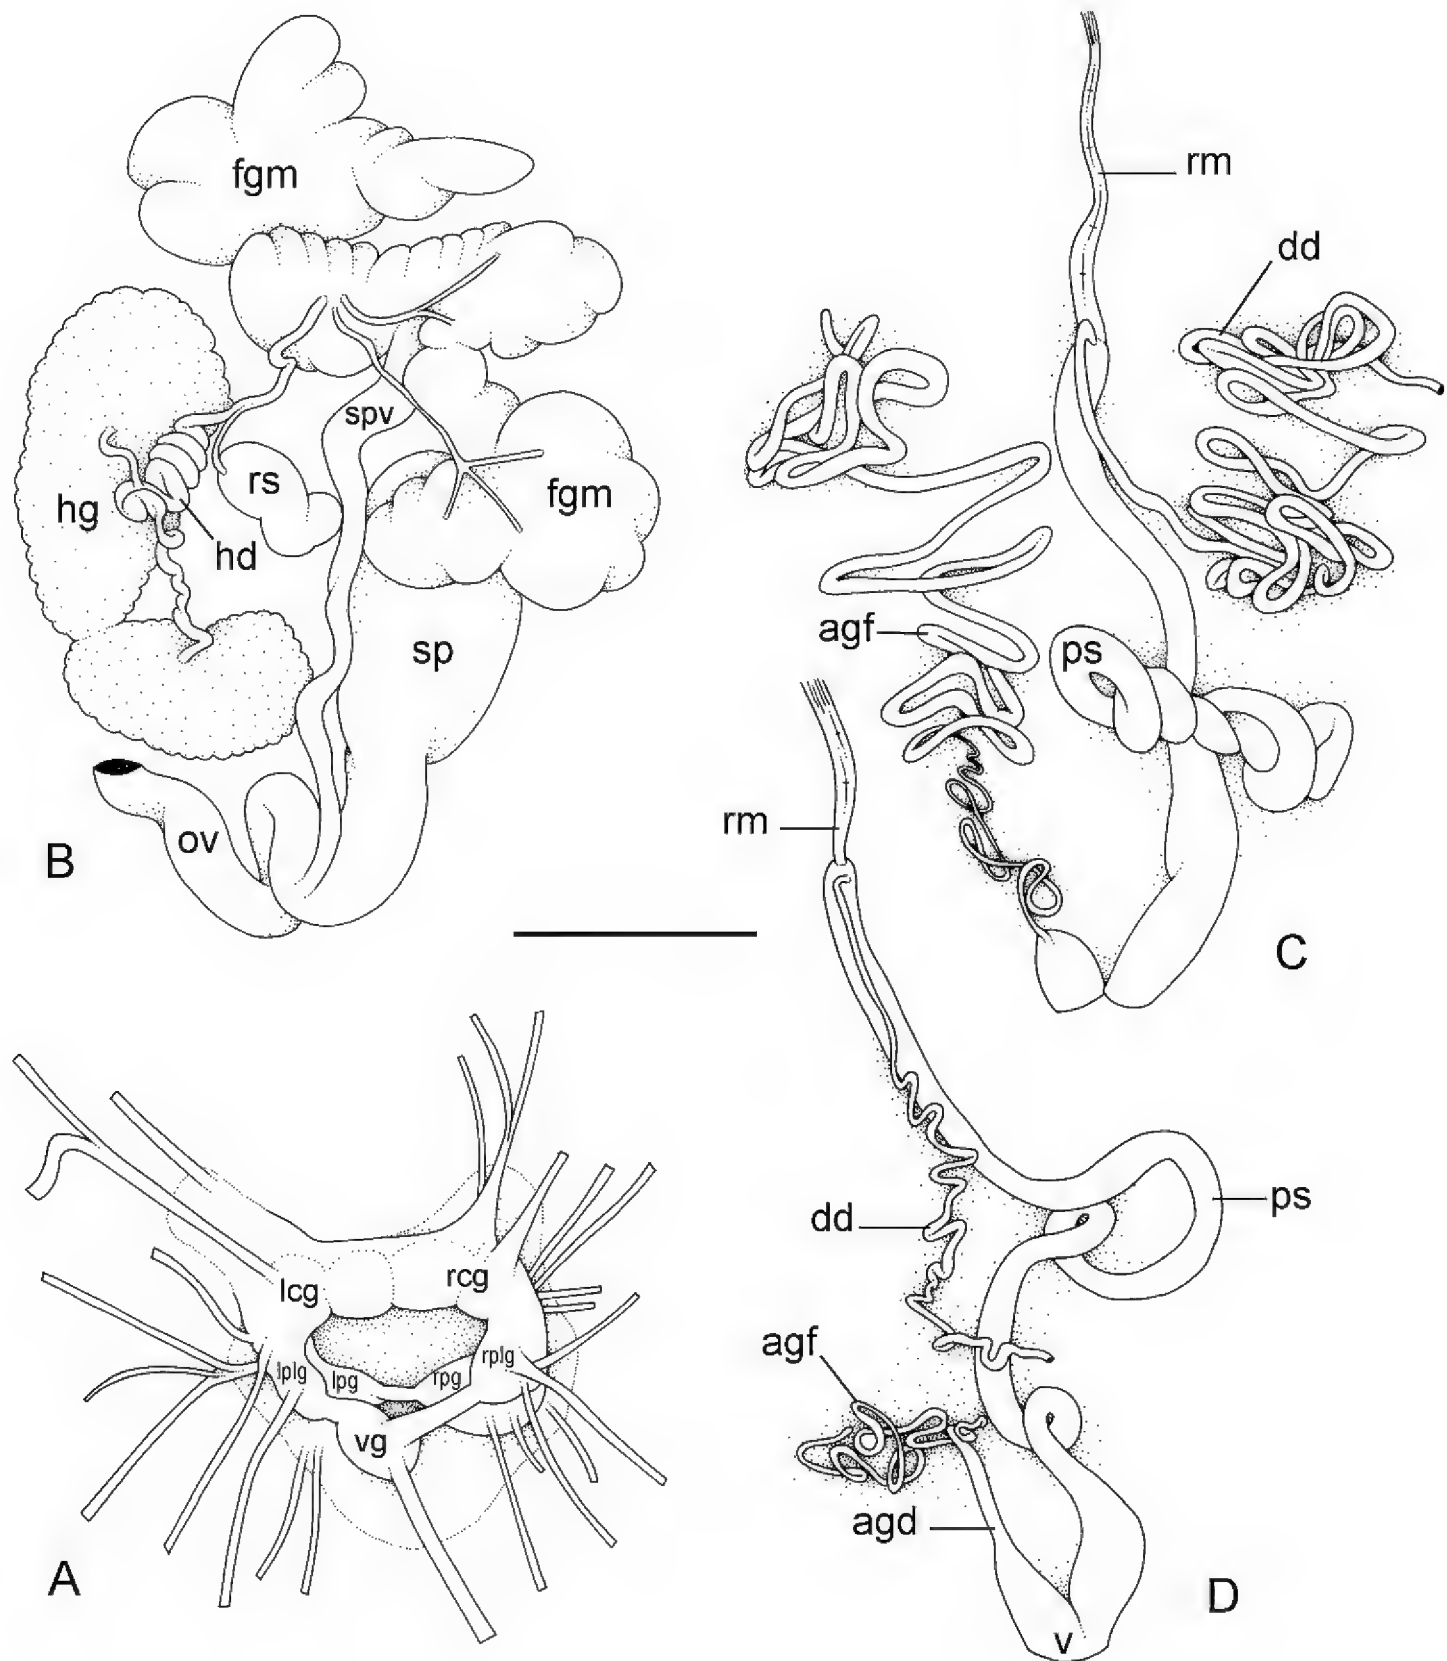 fgm
spv
rs
fgm
hg
hd
sp
ov
B
rm
dd
agf
ps
C
lcg
rcg
lplg
lpg
rpg
rplg
vg
A
rm
ps
dd
agf
agd
v
D